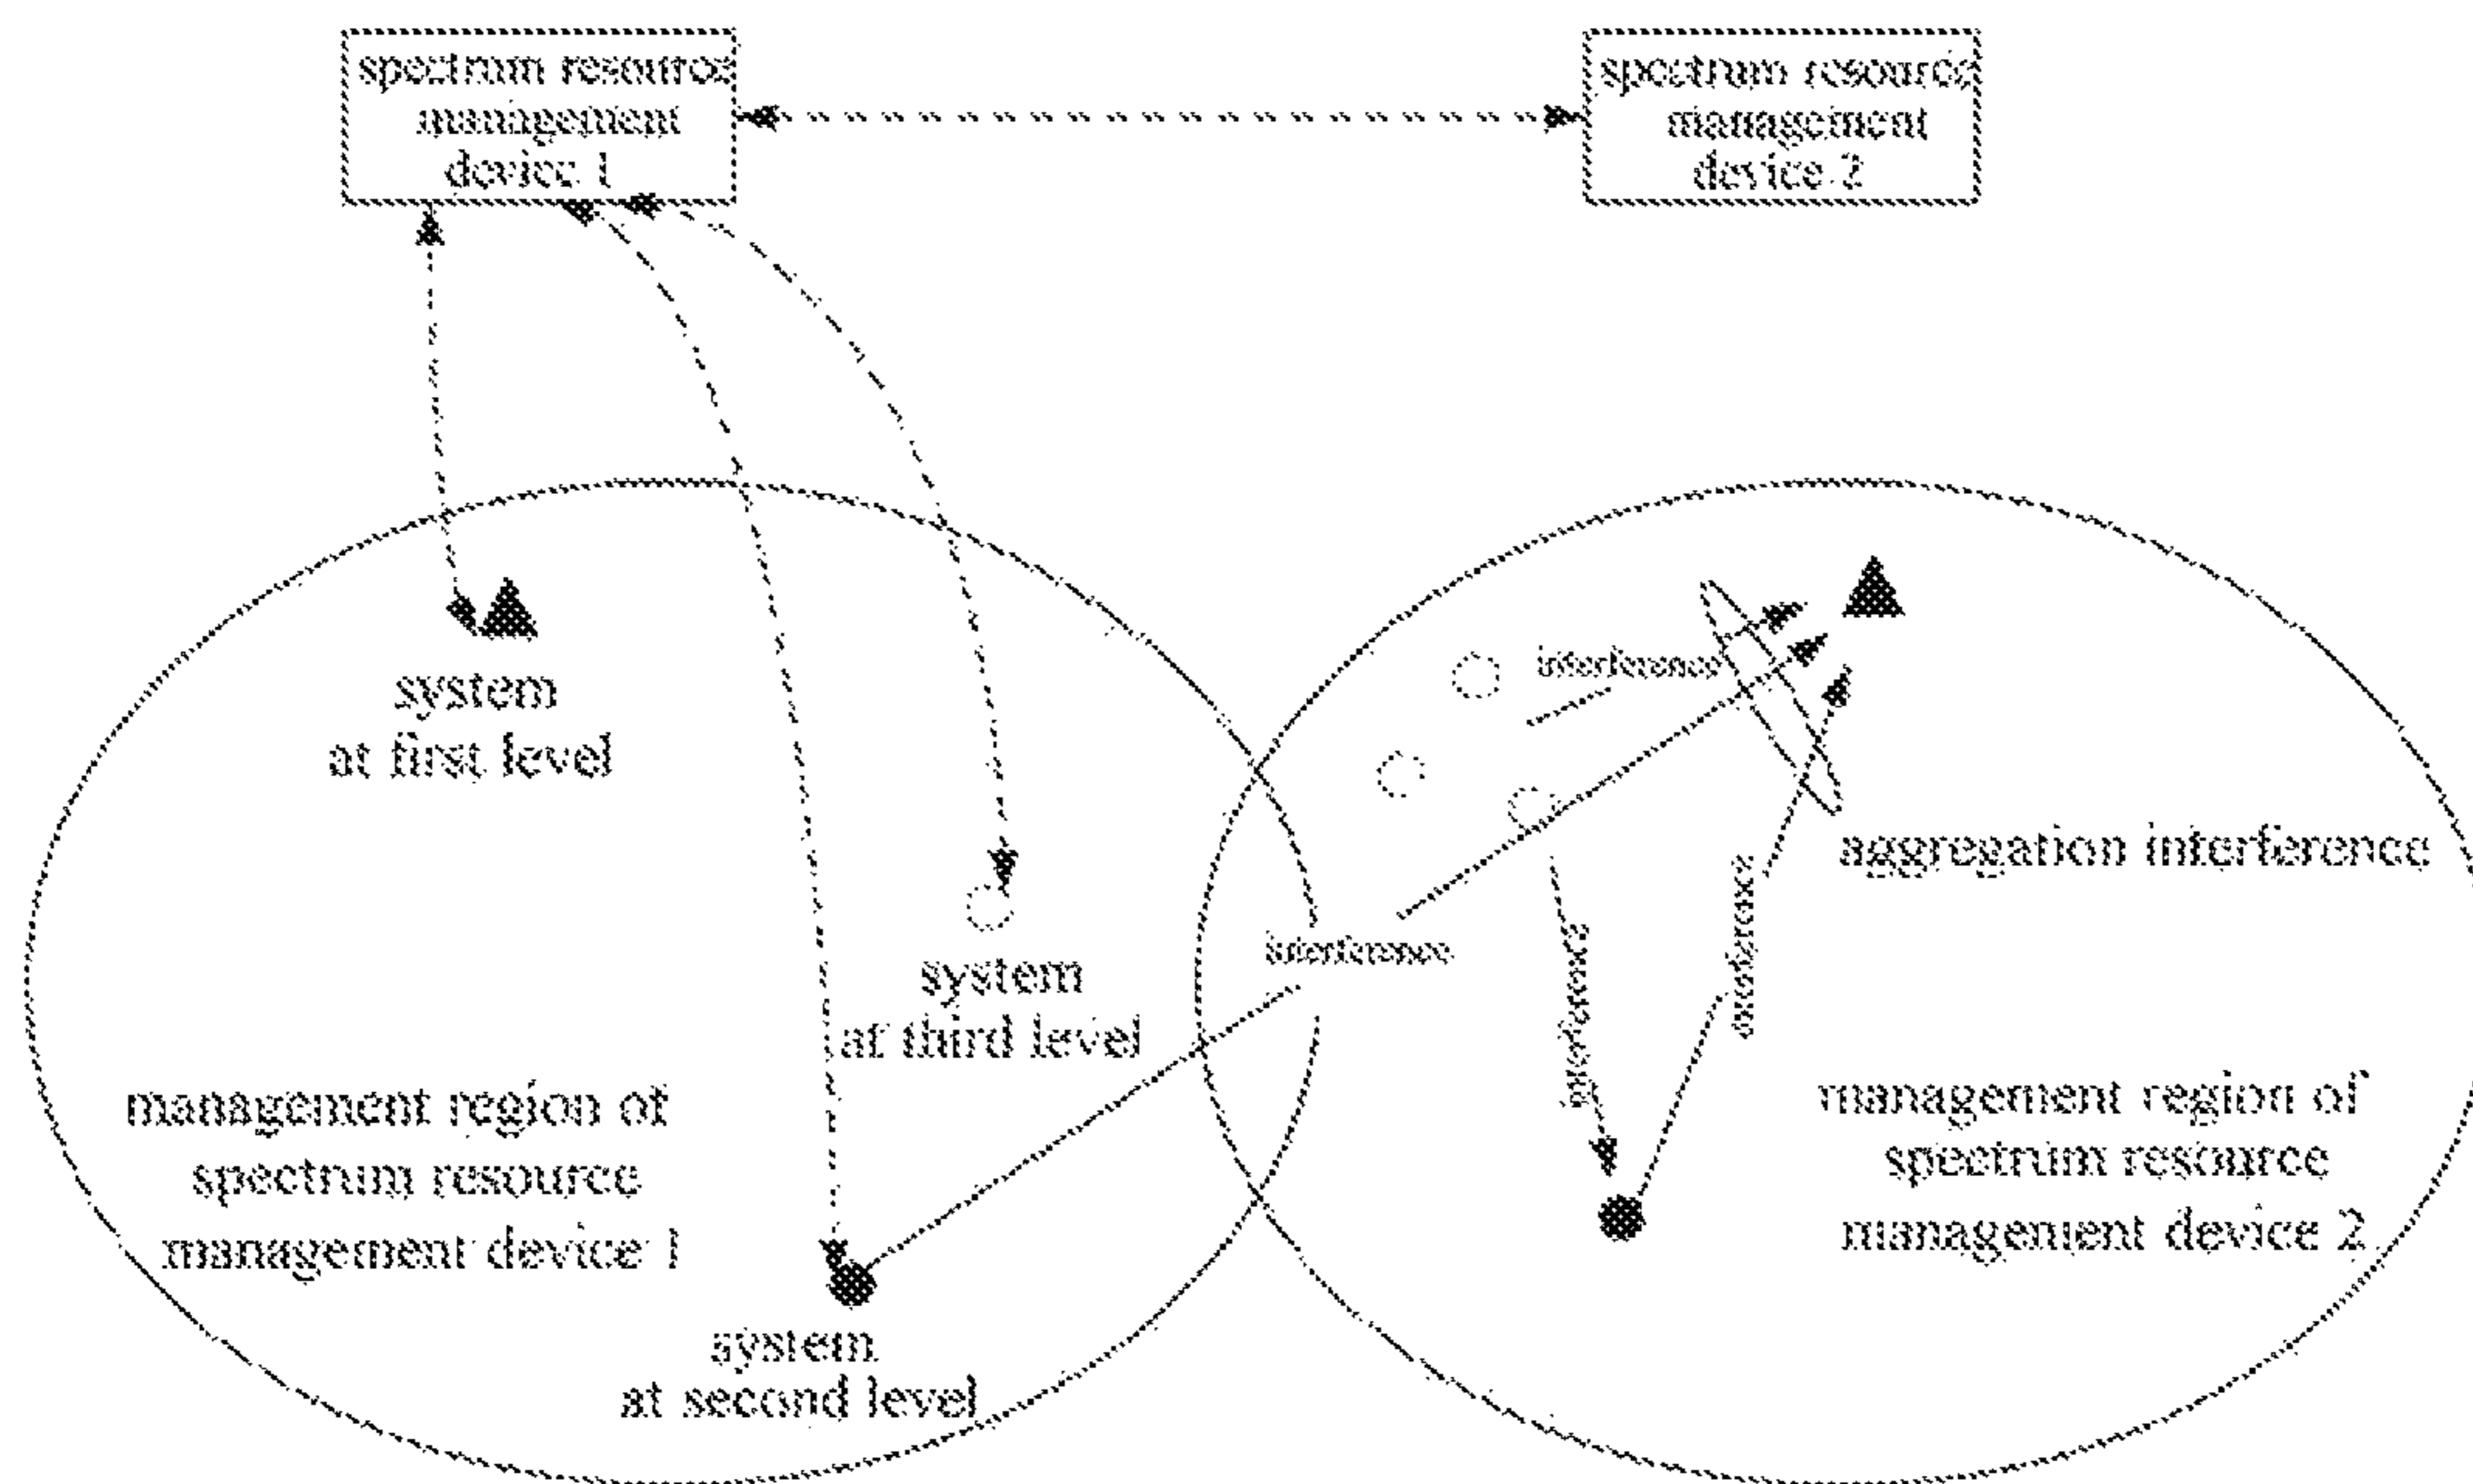 spectrum resource
management
device 1
spectrum resource
management
device 2
system
at first level
interference
aggregation interference
interference
interference
interference
system
at third level
management region of
spectrum resource
management device 1
management region of
spectrum resource
management device 2
system
at second level